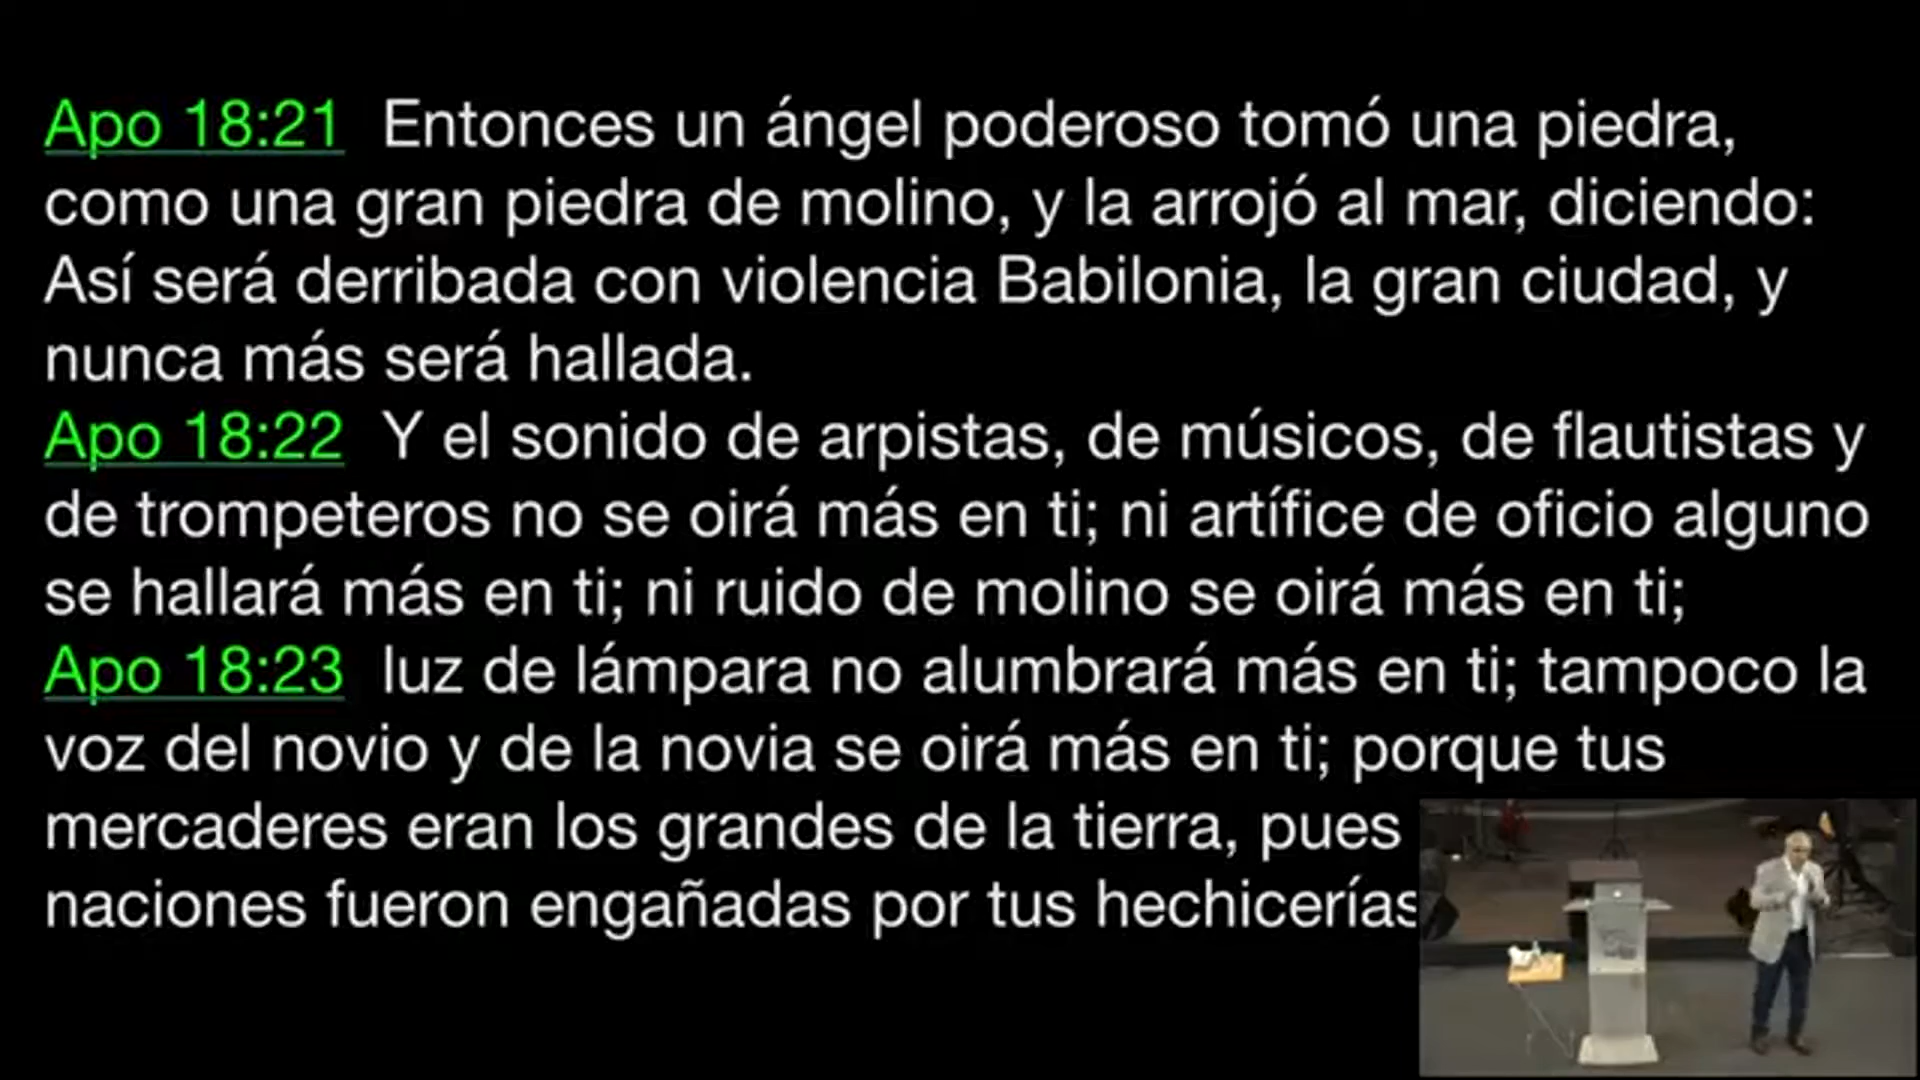 Apo 18:21 Entonces un ángel poderoso tomó una piedra,
como una gran piedra de molino, y la arrojó al mar, diciendo:
Así será derribada con violencia Babilonia, la gran ciudad, y
nunca más será hallada.
Apo 18:22 Y el sonido de arpistas, de músicos, de flautistas y
de trompeteros no se oirá más en ti; ni artífice de oficio alguno
se hallará más en ti; ni ruido de molino se oirá más en ti;
Apo 18:23 luz de lámpara no alumbrará más en ti; tampoco la
voz del novio y de la novia se oirá más en ti; porque tus
mercaderes eran los grandes de la tierra, pues
naciones fueron engañadas por tus hechicerías